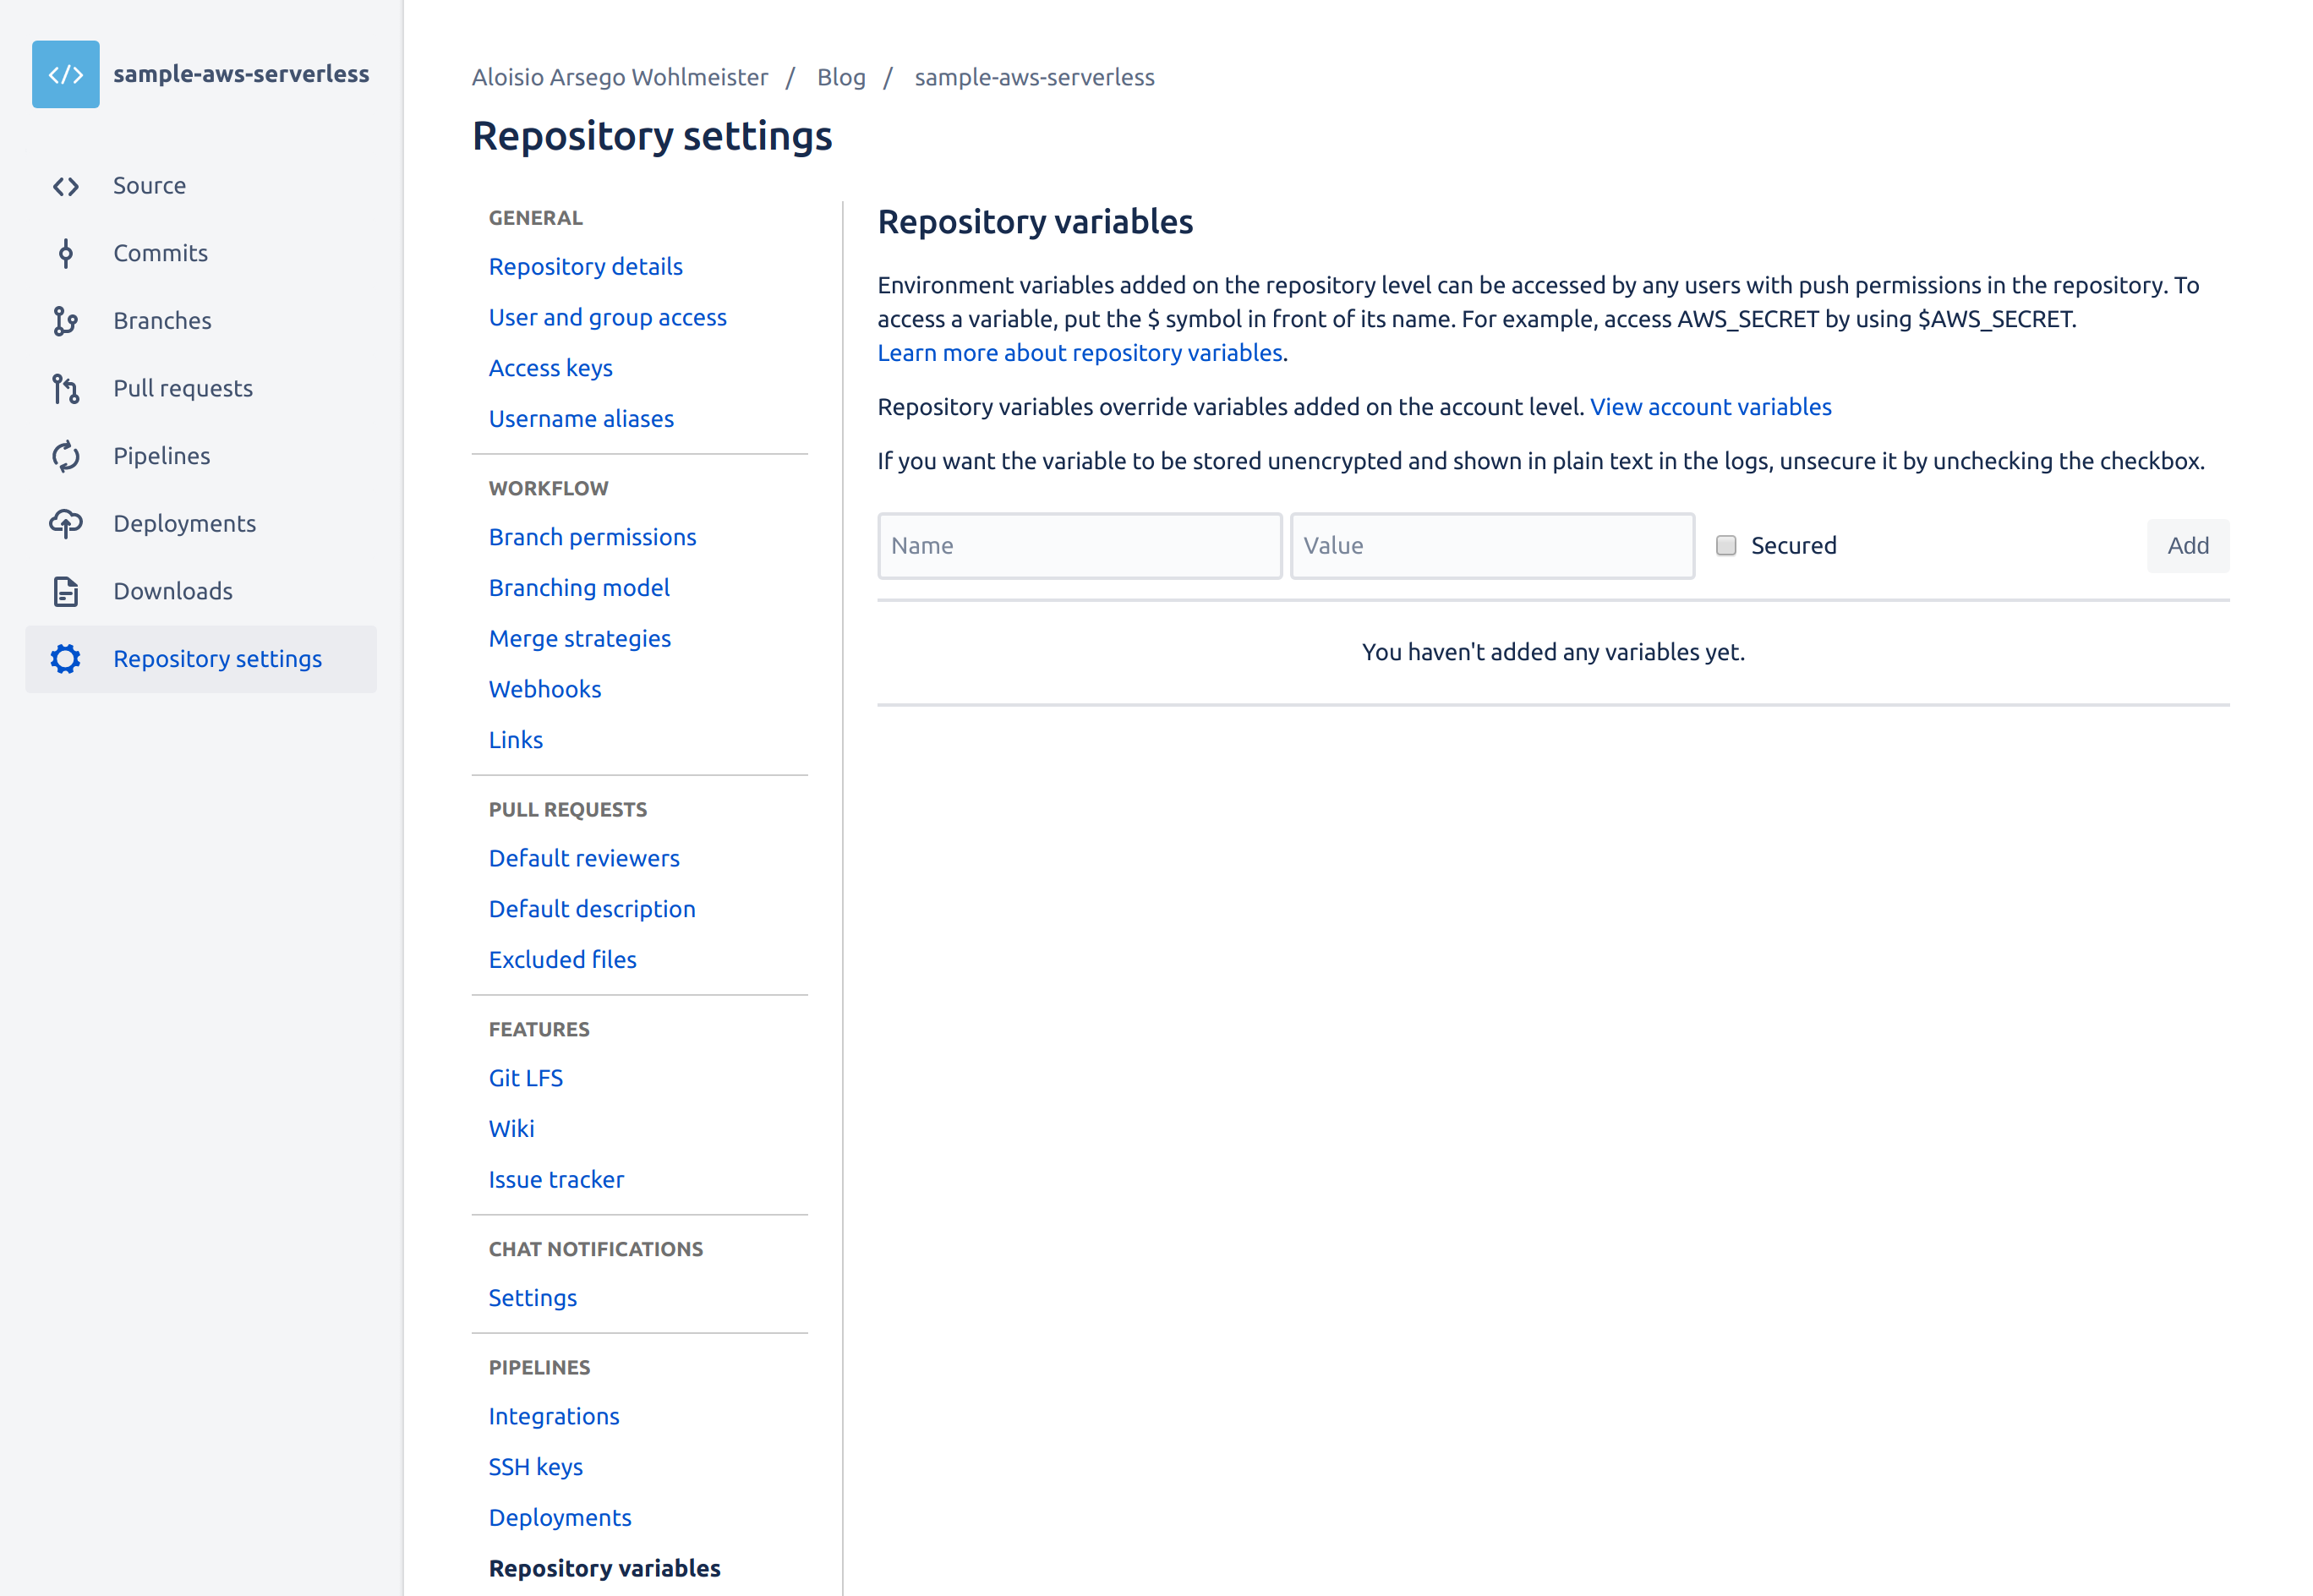 sample-aws-serverless
Source
Commits
Branches
Pull requests
Pipelines
Deployments
Downloads
Repository settings
Aloisio Arsego Wohlmeister / Blog / sample-aws-serverless
Repository settings
GENERAL
Repository details
User and group access
Access keys
Username aliases
WORKFLOW
Branch permissions
Branching model
Merge strategies
Webhooks
Links
PULL REQUESTS
Default reviewers
Default description
Excluded files
FEATURES
Git LFS
Wiki
Issue tracker
CHAT NOTIFICATIONS
Settings
PIPELINES
Integrations
SSH keys
Deployments
Repository variables
Repository variables
Environment variables added on the repository level can be accessed by any users with push permissions in the repository. To
access a variable, put the $ symbol in front of its name. For example, access AWS_SECRET by using $AWS_SECRET.
Learn more about repository variables.
Repository variables override variables added on the account level. View account variables
If you want the variable to be stored unencrypted and shown in plain text in the logs, unsecure it by unchecking the checkbox.
Name Value Secured Add
You haven't added any variables yet.